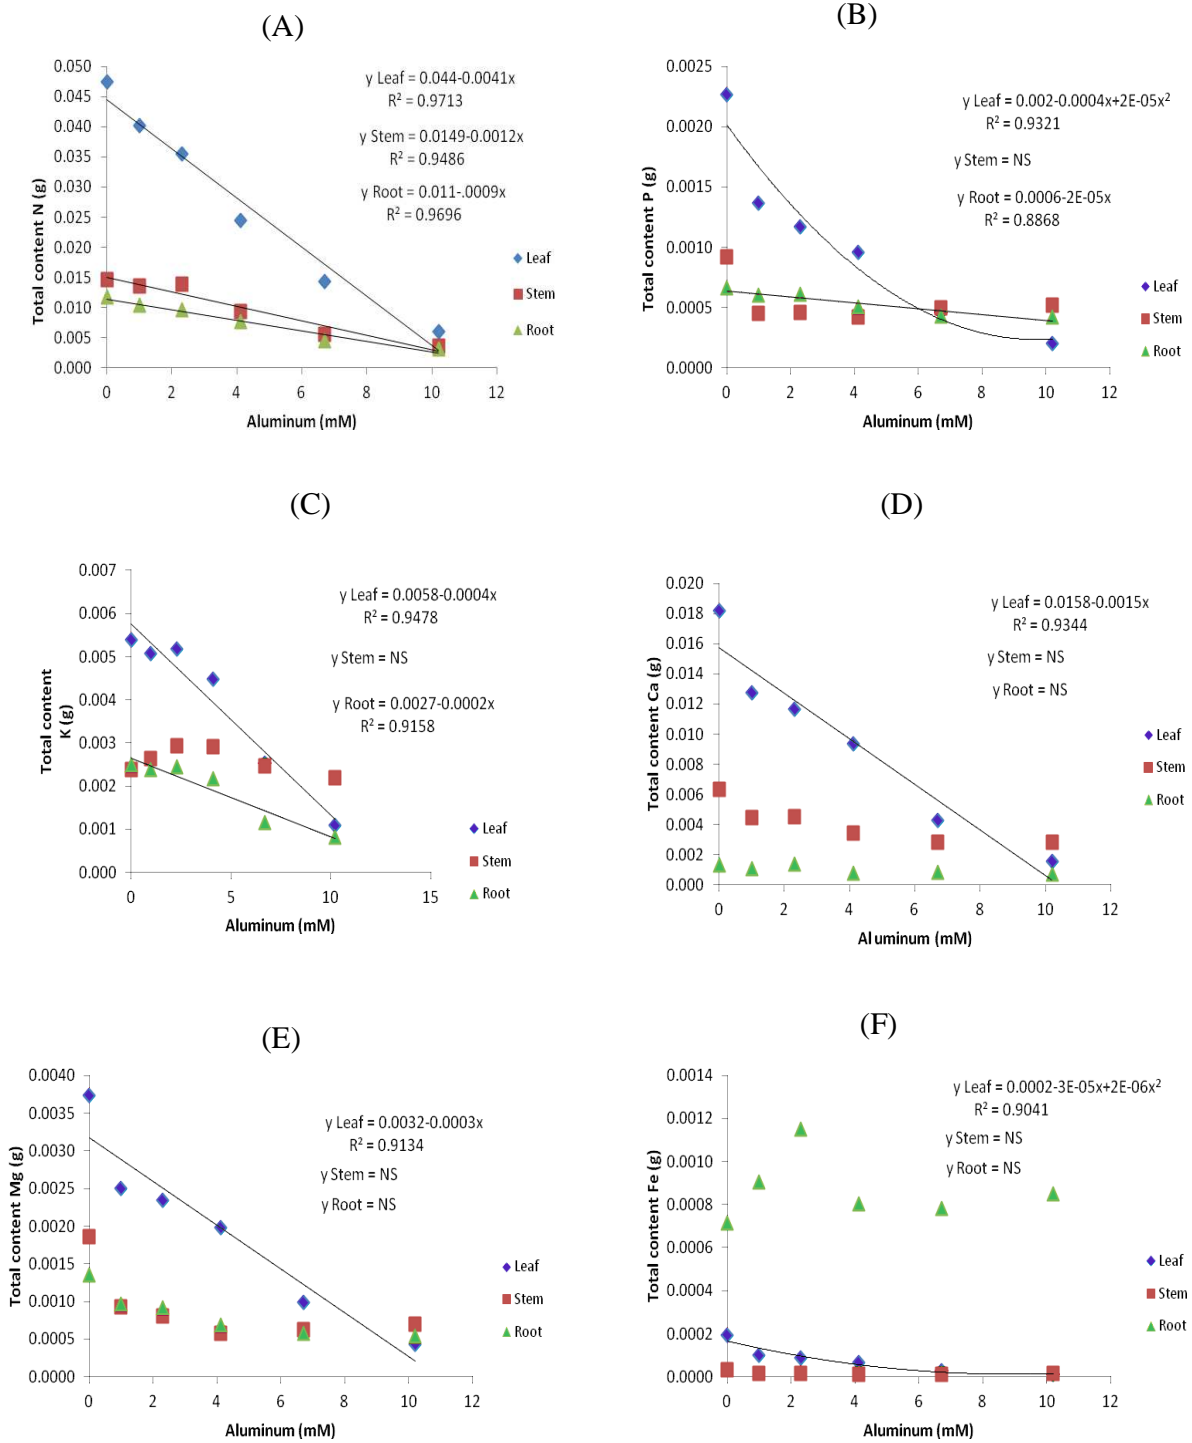 (A)
Total content N (g)
0.050
0.045
0.040
0.035
0.030
0.025
0.020
0.015
0.010
0.005
0.000
y Leaf = 0.044-0.0041x
R² = 0.9713
y Stem = 0.0149-0.0012x
R² = 0.9486
y Root = 0.011-.0009x
R² = 0.9696
Leaf
Stem
Root
0 2 4 6 8 10 12
Aluminum (mM)
(B)
Total content P (g)
0.0025
0.0020
0.0015
0.0010
0.0005
0.0000
y Leaf = 0.002-0.0004x+2E-05x²
R² = 0.9321
y Stem = NS
y Root = 0.0006-2E-05x
R² = 0.8868
Leaf
Stem
Root
0 2 4 6 8 10 12
Aluminum (mM)
(C)
Total content
K (g)
0.007
0.006
0.005
0.004
0.003
0.002
0.001
0.000
y Leaf = 0.0058-0.0004x
R² = 0.9478
y Stem = NS
y Root = 0.0027-0.0002x
R² = 0.9158
Leaf
Stem
Root
0 5 10 15
Aluminum (mM)
(D)
Total content Ca (g)
0.020
0.018
0.016
0.014
0.012
0.010
0.008
0.006
0.004
0.002
0.000
y Leaf = 0.0158-0.0015x
R² = 0.9344
y Stem = NS
y Root = NS
Leaf
Stem
Root
0 2 4 6 8 10 12
Aluminum (mM)
(E)
Total content Mg (g)
0.0040
0.0035
0.0030
0.0025
0.0020
0.0015
0.0010
0.0005
0.0000
y Leaf = 0.0032-0.0003x
R² = 0.9134
y Stem = NS
y Root = NS
Leaf
Stem
Root
0 2 4 6 8 10 12
Aluminum (mM)
(F)
Total content Fe (g)
0.0014
0.0012
0.0010
0.0008
0.0006
0.0004
0.0002
0.0000
y Leaf = 0.0002-3E-05x+2E-06x²
R² = 0.9041
y Stem = NS
y Root = NS
Leaf
Stem
Root
0 2 4 6 8 10 12
Aluminum (mM)